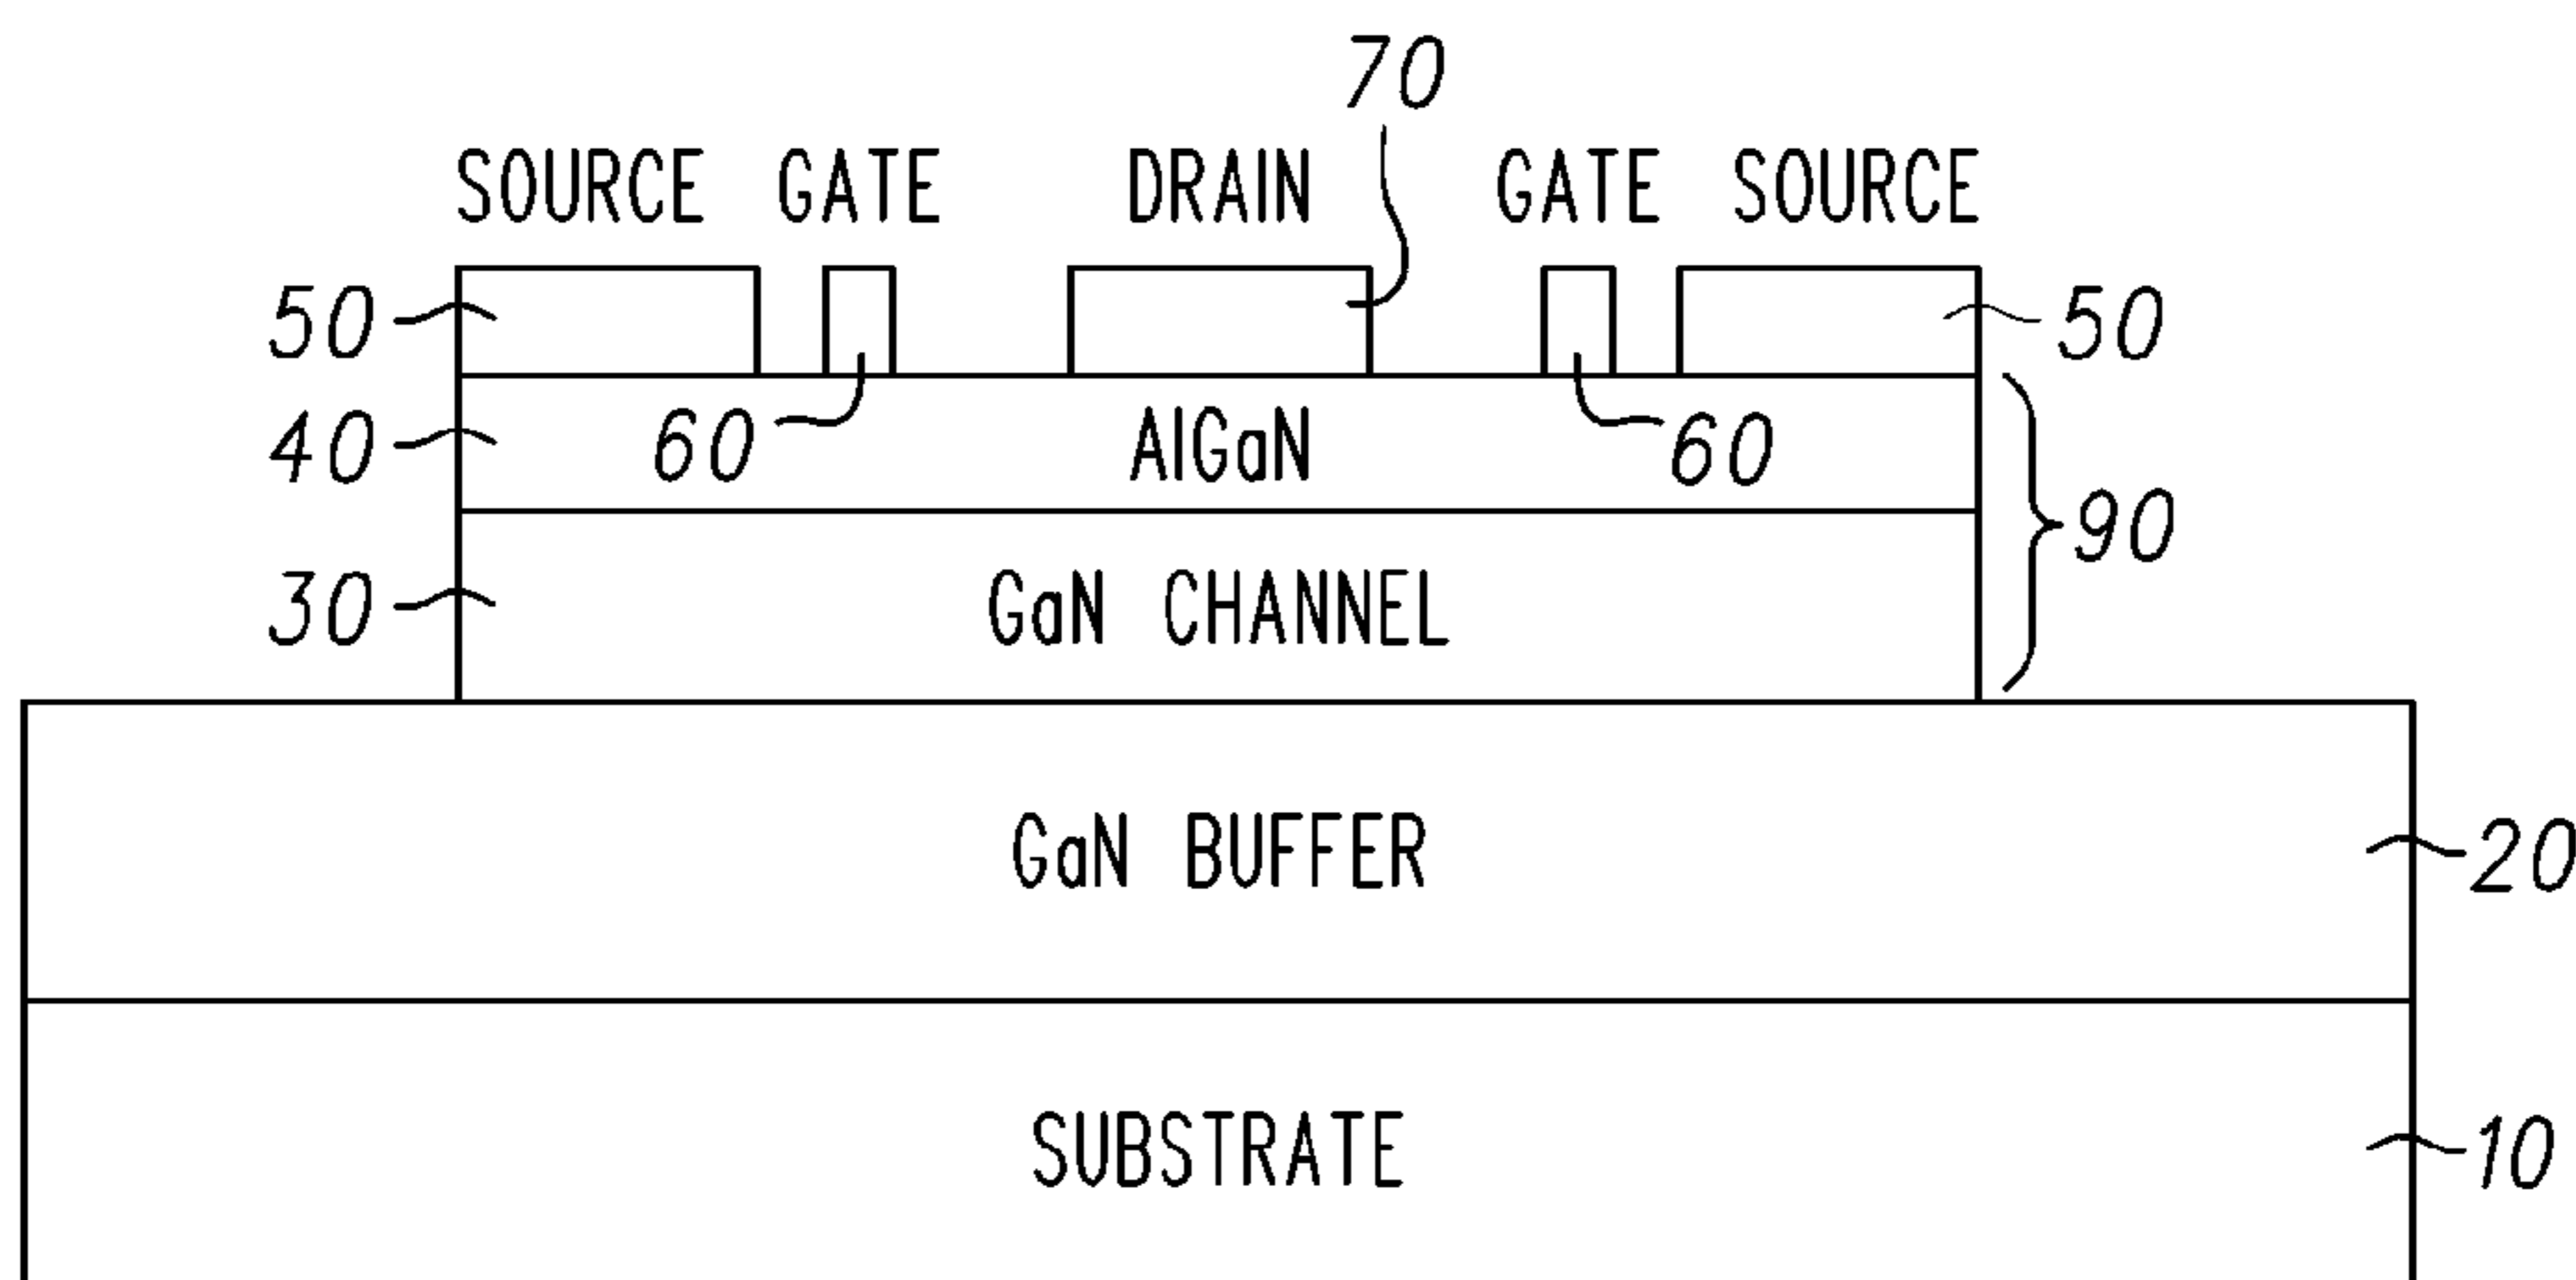 70
SOURCE GATE DRAIN GATE SOURCE
50 50
40 60 AlGaN 60
90
30 GaN CHANNEL
GaN BUFFER 20
SUBSTRATE 10